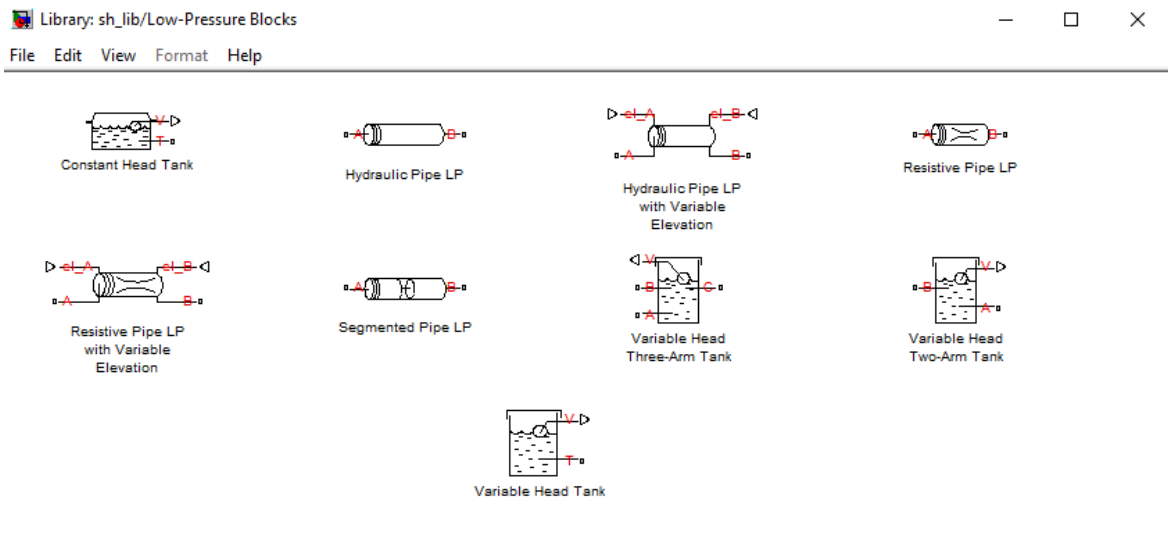 Library: sh_lib/Low-Pressure Blocks
File Edit View Format Help
V
T
Constant Head Tank
A B
Hydraulic Pipe LP
el_A el_B
A B
Hydraulic Pipe LP
with Variable
Elevation
A B
Resistive Pipe LP
el_A el_B
A B
Resistive Pipe LP
with Variable
Elevation
A B
Segmented Pipe LP
V
B C
A
Variable Head
Three-Arm Tank
V
B
A
Variable Head
Two-Arm Tank
V
T
Variable Head Tank